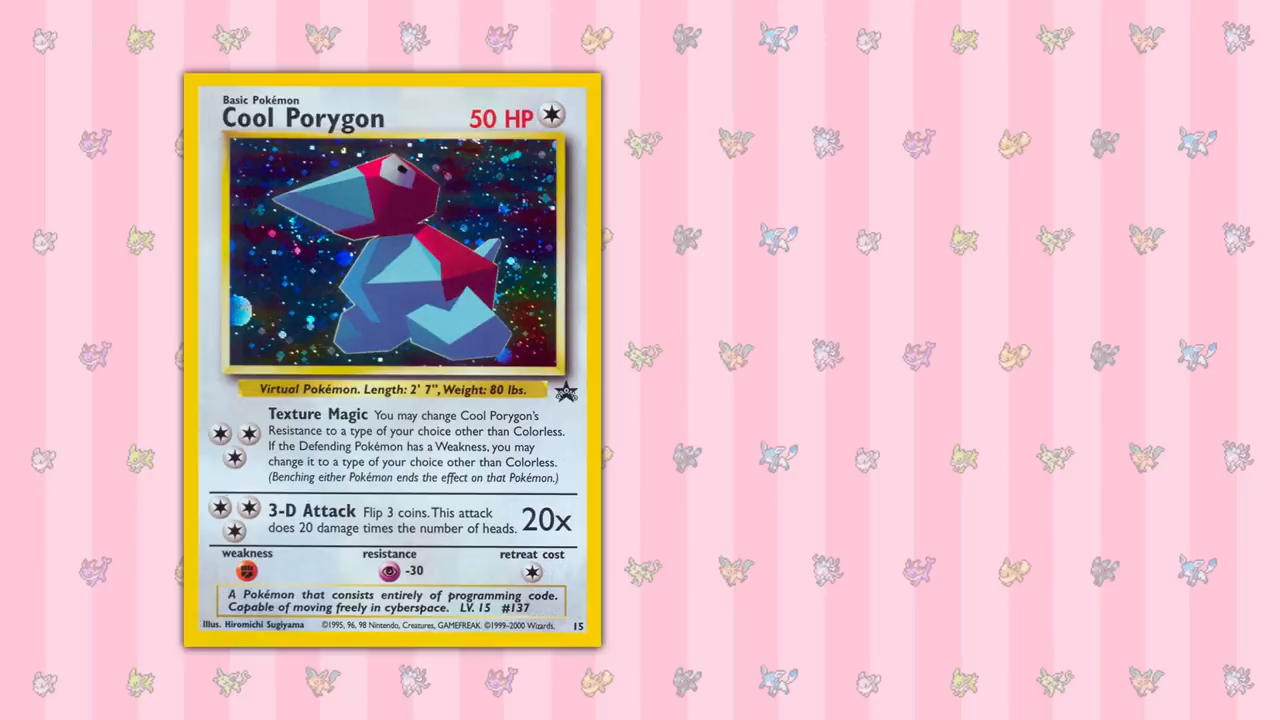 Basic Pokémon
Cool Porygon
50 HP
Virtual Pokémon. Length: 2' 7", Weight: 80 lbs.
PROMO
Texture Magic You may change Cool Porygon's
Resistance to a type of your choice other than Colorless.
If the Defending Pokémon has a Weakness, you may
change it to a type of your choice other than Colorless.
(Benching either Pokémon ends the effect on that Pokémon.)
3-D Attack Flip 3 coins. This attack
does 20 damage times the number of heads.
20x
weakness
resistance
retreat cost
-30
A Pokémon that consists entirely of programming code.
Capable of moving freely in cyberspace. LV. 15 #137
Illus. Hiromichi Sugiyama ©1995, 96, 98 Nintendo, Creatures, GAMEFREAK. ©1999-2000 Wizards. 15